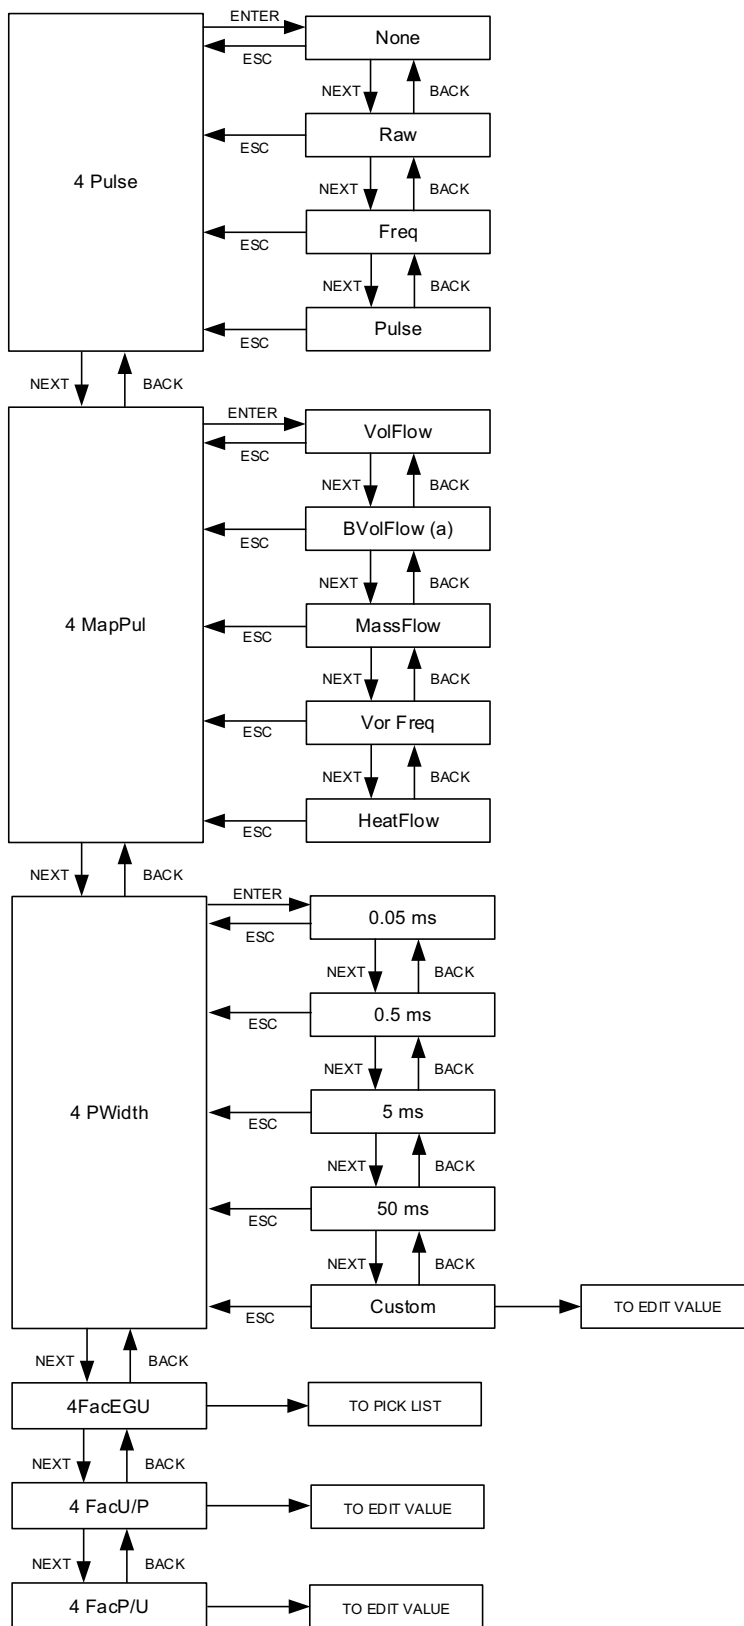 ENTER
None
ESC
NEXT
BACK
Raw
ESC
4 Pulse
NEXT
BACK
Freq
ESC
NEXT
BACK
Pulse
ESC
NEXT
BACK
ENTER
VolFlow
ESC
NEXT
BACK
BVolFlow (a)
ESC
NEXT
BACK
4 MapPul
MassFlow
ESC
NEXT
BACK
Vor Freq
ESC
NEXT
BACK
HeatFlow
ESC
NEXT
BACK
ENTER
0.05 ms
ESC
NEXT
BACK
0.5 ms
ESC
NEXT
BACK
4 PWidth
5 ms
ESC
NEXT
BACK
50 ms
ESC
NEXT
BACK
Custom
TO EDIT VALUE
ESC
NEXT
BACK
4FacEGU
TO PICK LIST
NEXT
BACK
4 FacU/P
TO EDIT VALUE
NEXT
BACK
4 FacP/U
TO EDIT VALUE